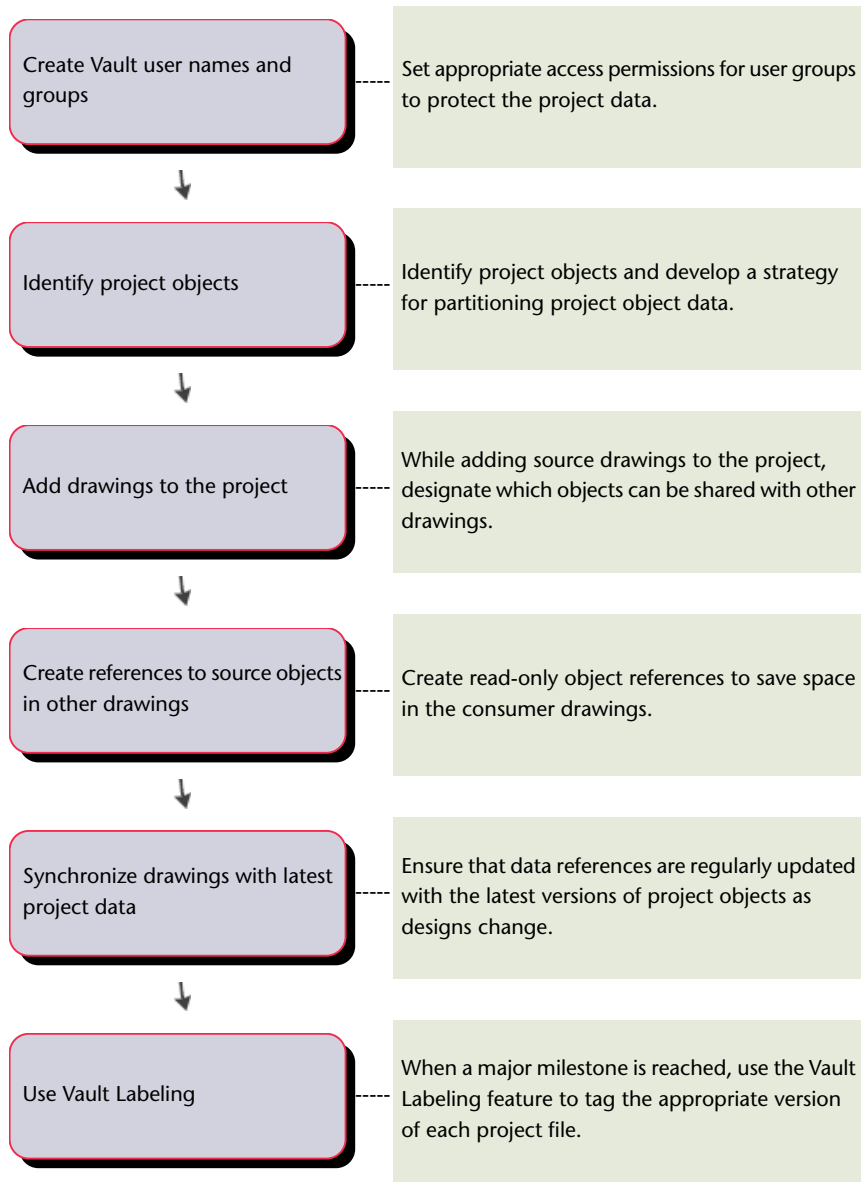 Create Vault user names and
groups
Set appropriate access permissions for user groups
to protect the project data.
Identify project objects
Identify project objects and develop a strategy
for partitioning project object data.
Add drawings to the project
While adding source drawings to the project,
designate which objects can be shared with other
drawings.
Create references to source objects
in other drawings
Create read-only object references to save space
in the consumer drawings.
Synchronize drawings with latest
project data
Ensure that data references are regularly updated
with the latest versions of project objects as
designs change.
Use Vault Labeling
When a major milestone is reached, use the Vault
Labeling feature to tag the appropriate version
of each project file.